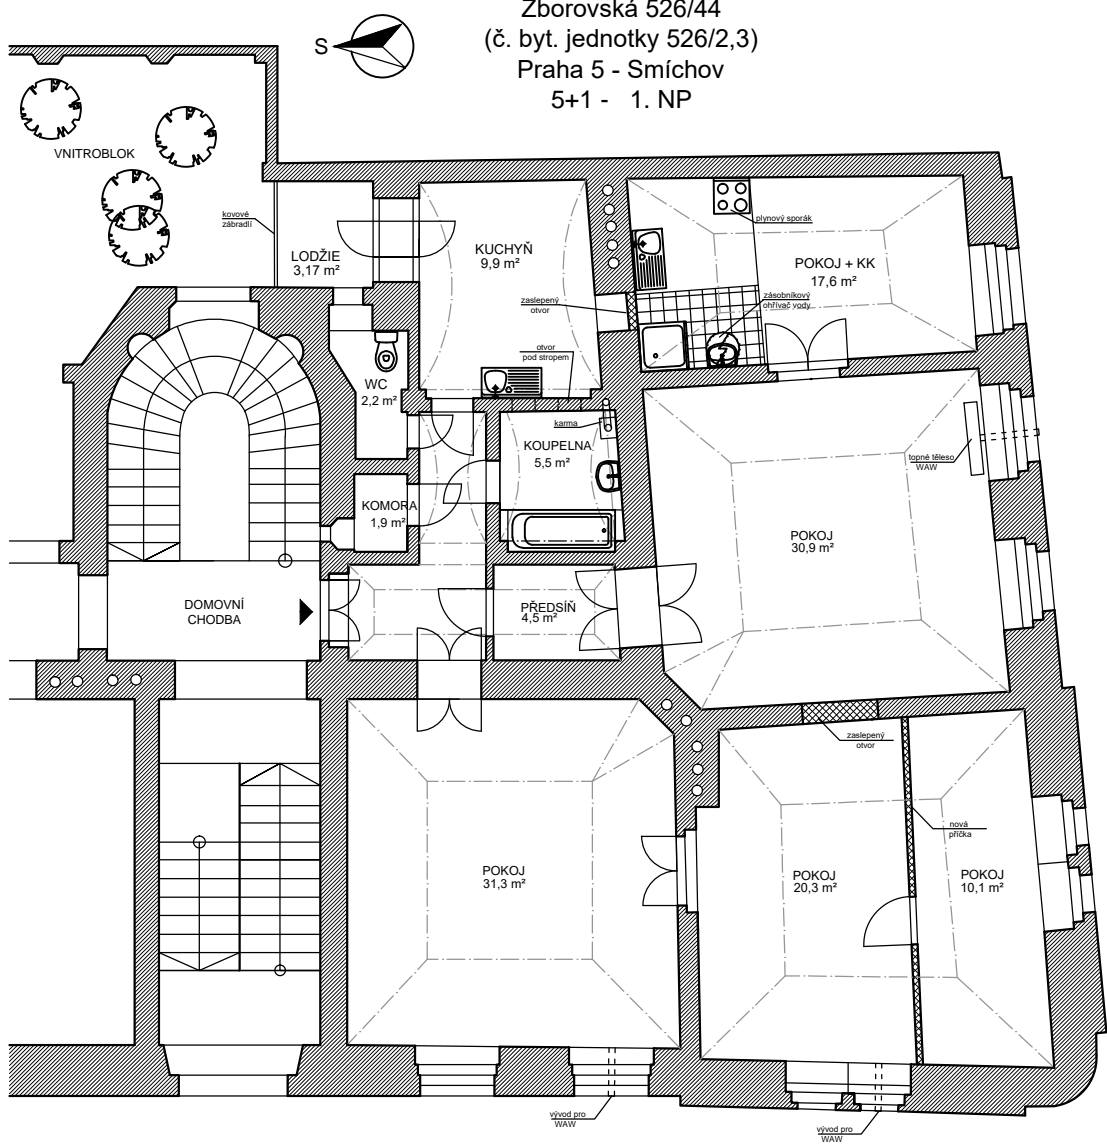 Zborovská 526/44
(č. byt. jednotky 526/2,3)
Praha 5 - Smíchov
5+1 - 1. NP
S
VNITROBLOK
kovové
zábradlí
LODŽIE
3,17 m²
KUCHYŇ
9,9 m²
plynový sporák
POKOJ + KK
17,6 m²
zaslepený
otvor
zásobníkový
ohřívač vody
otvor
pod stropem
WC
2,2 m²
karma
KOUPELNA
5,5 m²
topné těleso
WAW
KOMORA
1,9 m²
POKOJ
30,9 m²
DOMOVNÍ
CHODBA
PŘEDSÍŇ
4,5 m²
zaslepený
otvor
nová
příčka
POKOJ
31,3 m²
POKOJ
20,3 m²
POKOJ
10,1 m²
vývod pro
WAW
vývod pro
WAW